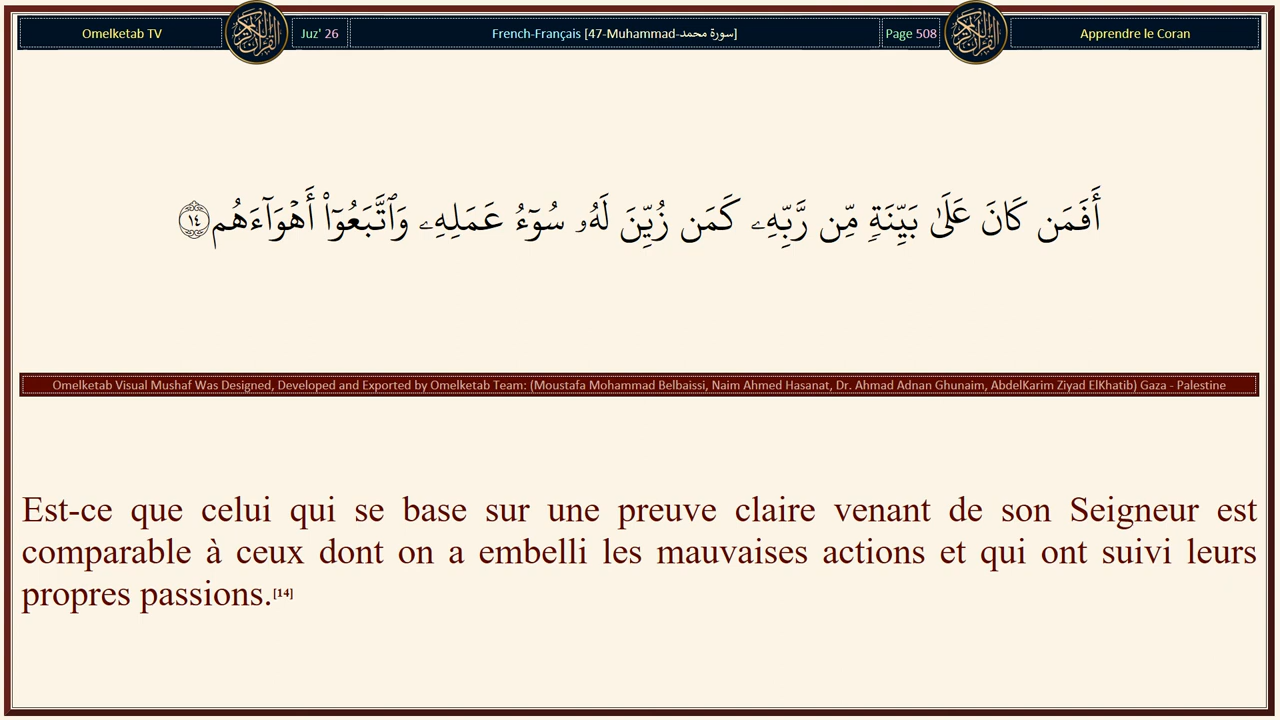 Omelketab TV
Juz' 26
French-Français [47-Muhammad-سورة محمد]
Page 508
Apprendre le Coran
أَفَمَن كَانَ عَلَىٰ بَيِّنَةٖ مِّن رَّبِّهِۦ كَمَن زُيِّنَ لَهُۥ سُوٓءُ عَمَلِهِۦ وَٱتَّبَعُوٓاْ أَهۡوَآءَهُم ١٤
Omelketab Visual Mushaf Was Designed, Developed and Exported by Omelketab Team: (Moustafa Mohammad Belbaissi, Naim Ahmed Hasanat, Dr. Ahmad Adnan Ghunaim, AbdelKarim Ziyad ElKhatib) Gaza - Palestine
Est-ce que celui qui se base sur une preuve claire venant de son Seigneur est
comparable à ceux dont on a embelli les mauvaises actions et qui ont suivi leurs
propres passions.[14]